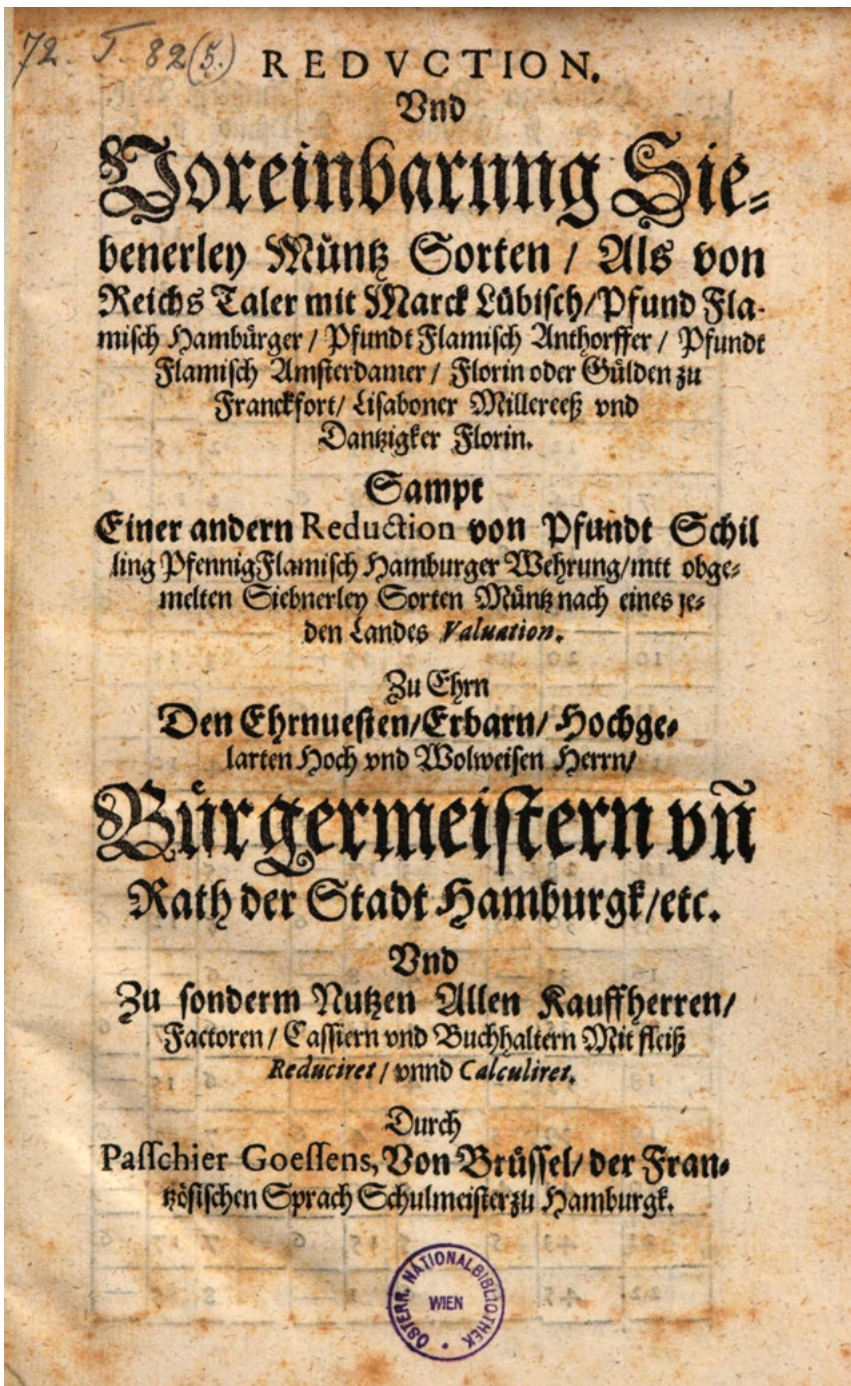 72. J. 82(5.)
REDVCTION.
Vnd
Voreinbarung Sie-
benerley Müntz Sorten / Als von
Reichs Taler mit Marck Lübisch/Pfund Fla-
misch Hambürger / Pfundt Flamisch Anthorffer / Pfundt
Flamisch Amsterdamer / Florin oder Gülden zu
Franckfort/ Lisaboner Millereeß vnd
Dantzigker Florin.
Sampt
Einer andern Reduction von Pfundt Schil
ling Pfennig Flamisch Hamburger Wehrung/mit obge-
melten Siebnerley Sorten Müntz nach eines je-
den Landes Valuation.
Zu Ehrn
Den Ehrnuesten/Erbarn/ Hochge-
larten Hoch vnd Wolweisen Herrn/
Bürgermeistern vñ
Rath der Stadt Hamburgk/etc.
Vnd
Zu sonderm Nutzen Allen Kauffherren/
Factoren / Cassiern vnd Buchhaltern Mit fleiß
Reduciret / vnnd Calculiret.
Durch
Passchier Goessens, Von Brüssel/ der Fran-
tzösischen Sprach Schulmeister zu Hamburgk.
ÖSTERR. NATIONALBIBLIOTHEK
WIEN